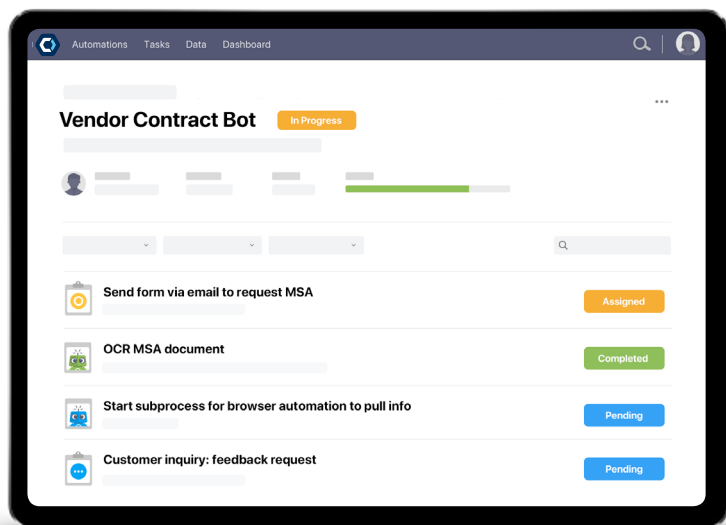 Automations Tasks Data Dashboard
Vendor Contract Bot In Progress
Send form via email to request MSA Assigned
OCR MSA document Completed
Start subprocess for browser automation to pull info Pending
Customer inquiry: feedback request Pending